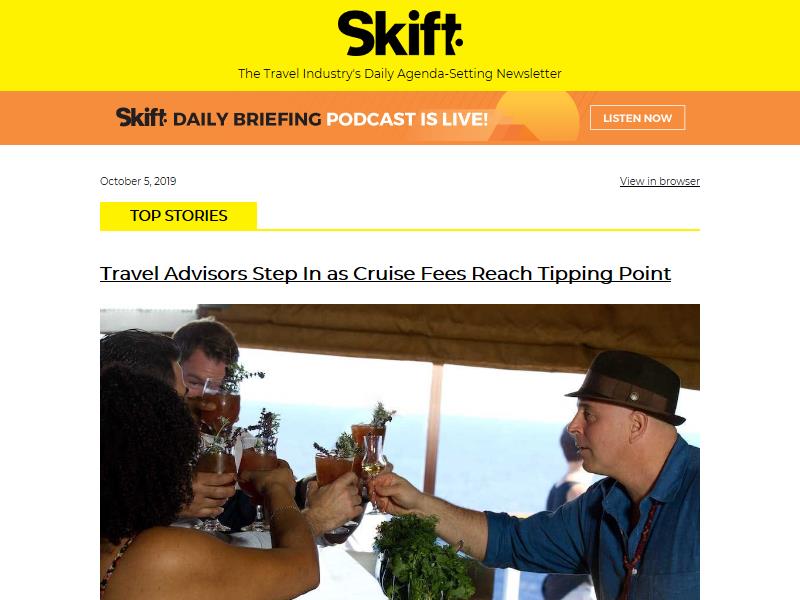 Skift
The Travel Industry's Daily Agenda-Setting Newsletter
Skift DAILY BRIEFING PODCAST IS LIVE!
LISTEN NOW
October 5, 2019
View in browser
TOP STORIES
Travel Advisors Step In as Cruise Fees Reach Tipping Point